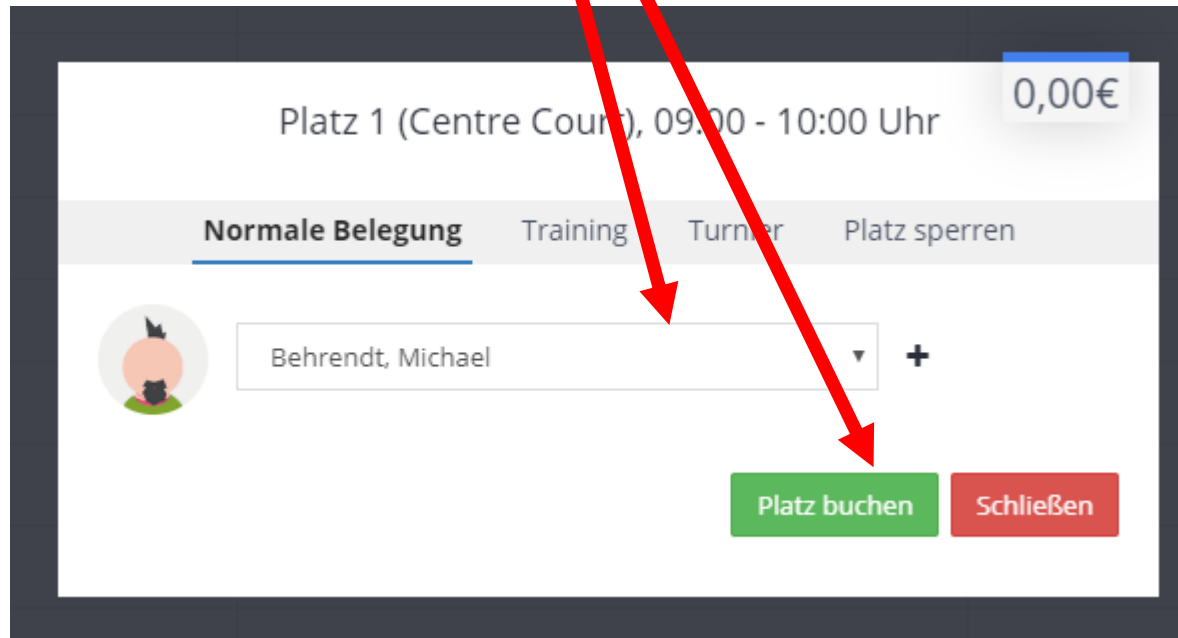 0,00€
Platz 1 (Centre Court), 09:00 - 10:00 Uhr
Normale Belegung Training Turnier Platz sperren
Behrendt, Michael
Platz buchen Schließen